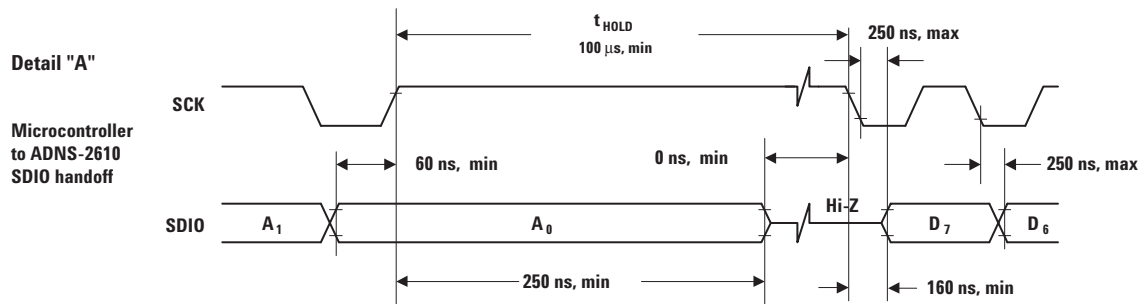 t HOLD
100 μs, min
250 ns, max
Detail "A"
SCK
Microcontroller
to ADNS-2610
SDIO handoff
60 ns, min
0 ns, min
250 ns, max
Hi-Z
SDIO
A 1
A 0
D 7
D 6
250 ns, min
160 ns, min